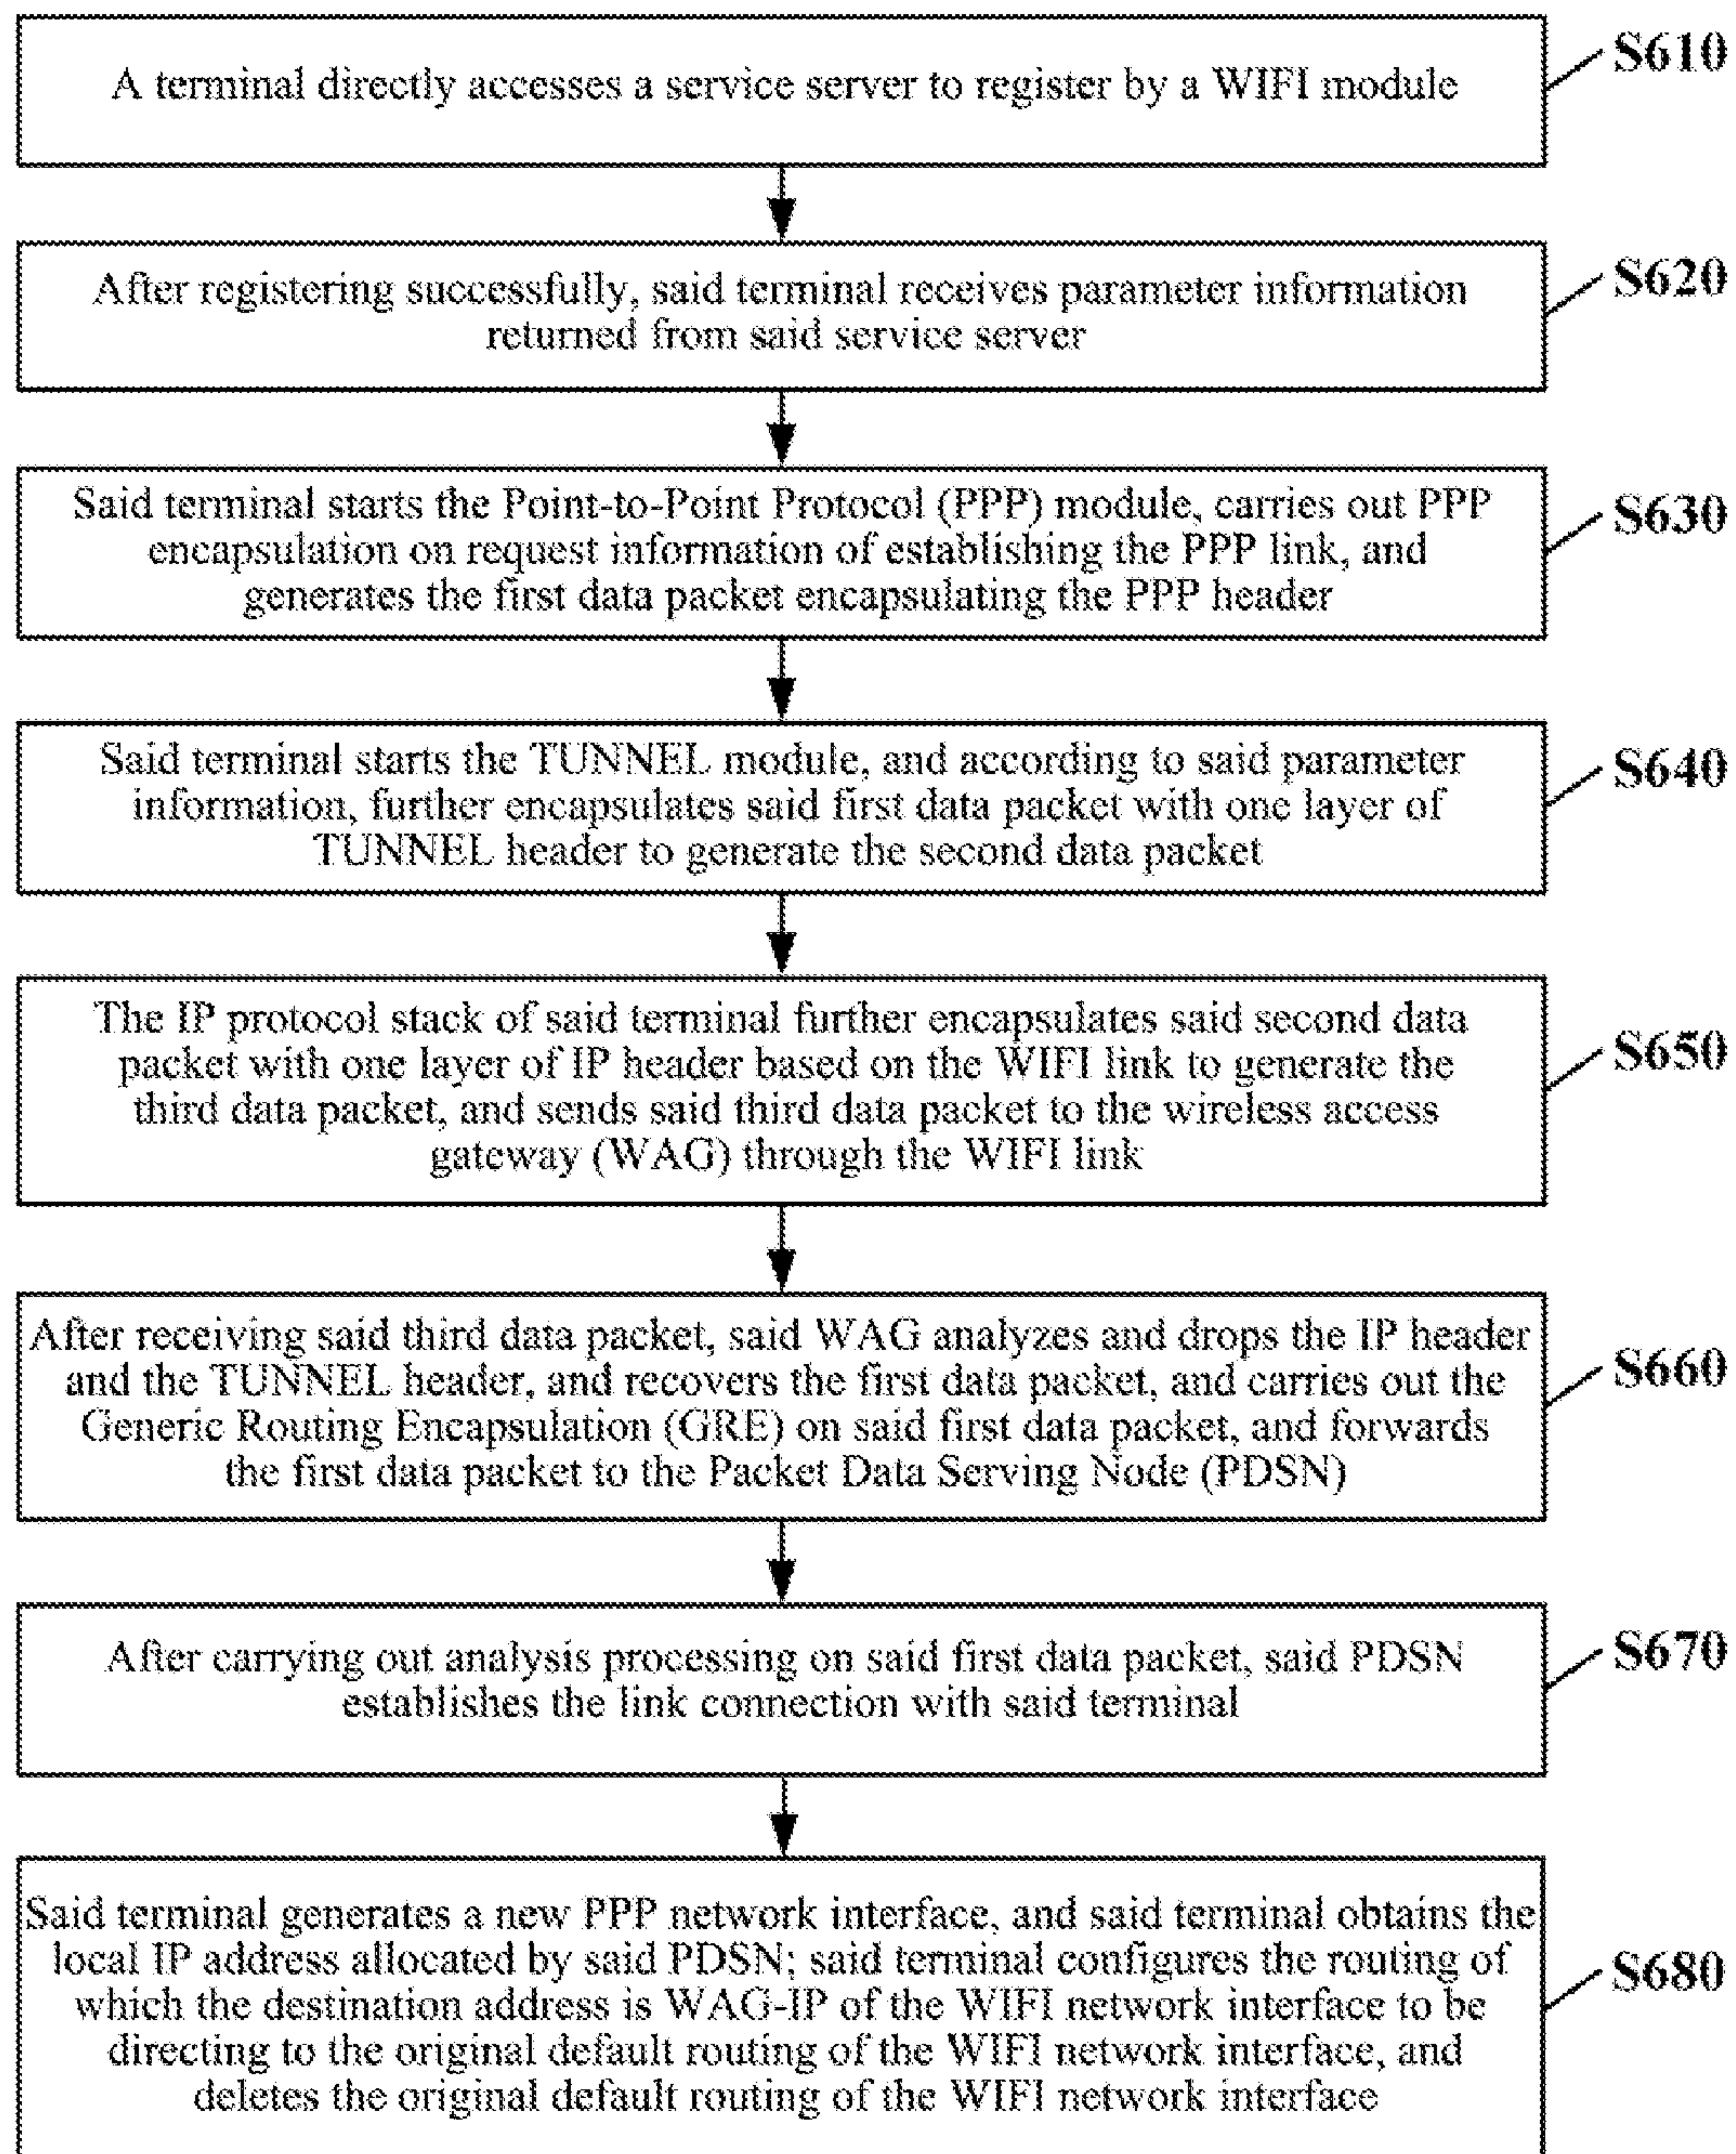 A terminal directly accesses a service server to register by a WIFI module
S610
After registering successfully, said terminal receives parameter information
returned from said service server
S620
Said terminal starts the Point-to-Point Protocol (PPP) module, carries out PPP
encapsulation on request information of establishing the PPP link, and
generates the first data packet encapsulating the PPP header
S630
Said terminal starts the TUNNEL module, and according to said parameter
information, further encapsulates said first data packet with one layer of
TUNNEL header to generate the second data packet
S640
The IP protocol stack of said terminal further encapsulates said second data
packet with one layer of IP header based on the WIFI link to generate the
third data packet, and sends said third data packet to the wireless access
gateway (WAG) through the WIFI link
S650
After receiving said third data packet, said WAG analyzes and drops the IP header
and the TUNNEL header, and recovers the first data packet, and carries out the
Generic Routing Encapsulation (GRE) on said first data packet, and forwards
the first data packet to the Packet Data Serving Node (PDSN)
S660
After carrying out analysis processing on said first data packet, said PDSN
establishes the link connection with said terminal
S670
Said terminal generates a new PPP network interface, and said terminal obtains the
local IP address allocated by said PDSN; said terminal configures the routing of
which the destination address is WAG-IP of the WIFI network interface to be
directing to the original default routing of the WIFI network interface, and
deletes the original default routing of the WIFI network interface
S680